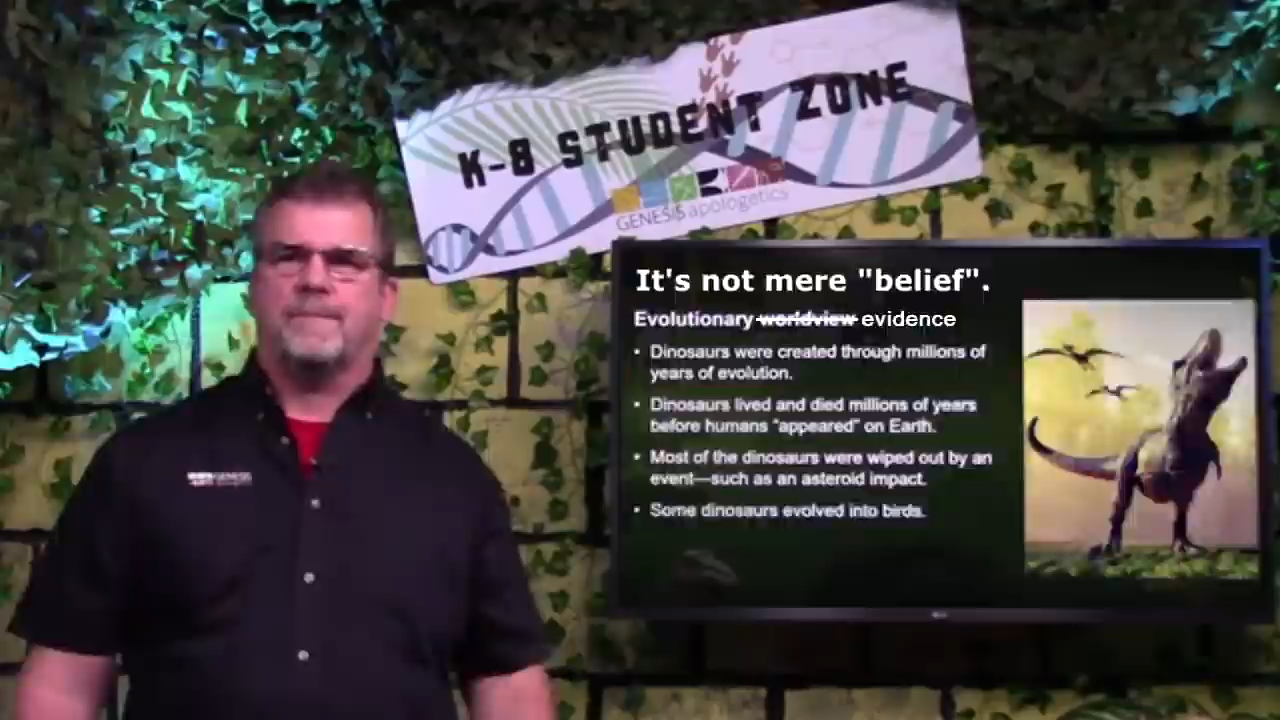 K-8 STUDENT ZONE
GENESIS apologetics
It's not mere "belief".
Evolutionary worldview evidence
• Dinosaurs were created through millions of
years of evolution.
• Dinosaurs lived and died millions of years
before humans "appeared" on Earth.
• Most of the dinosaurs were wiped out by an
event—such as an asteroid impact.
• Some dinosaurs evolved into birds.
GENESIS